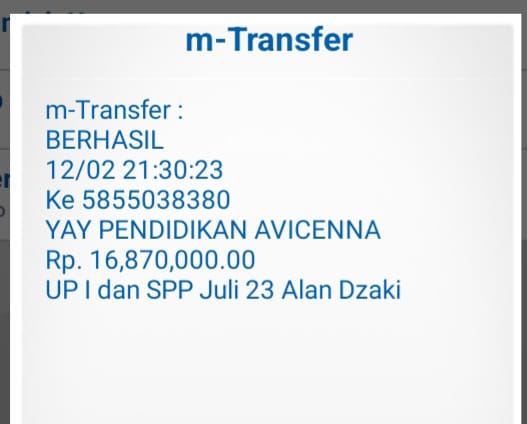 m-Transfer
m-Transfer :
BERHASIL
12/02 21:30:23
Ke 5855038380
YAY PENDIDIKAN AVICENNA
Rp. 16,870,000.00
UP I dan SPP Juli 23 Alan Dzaki